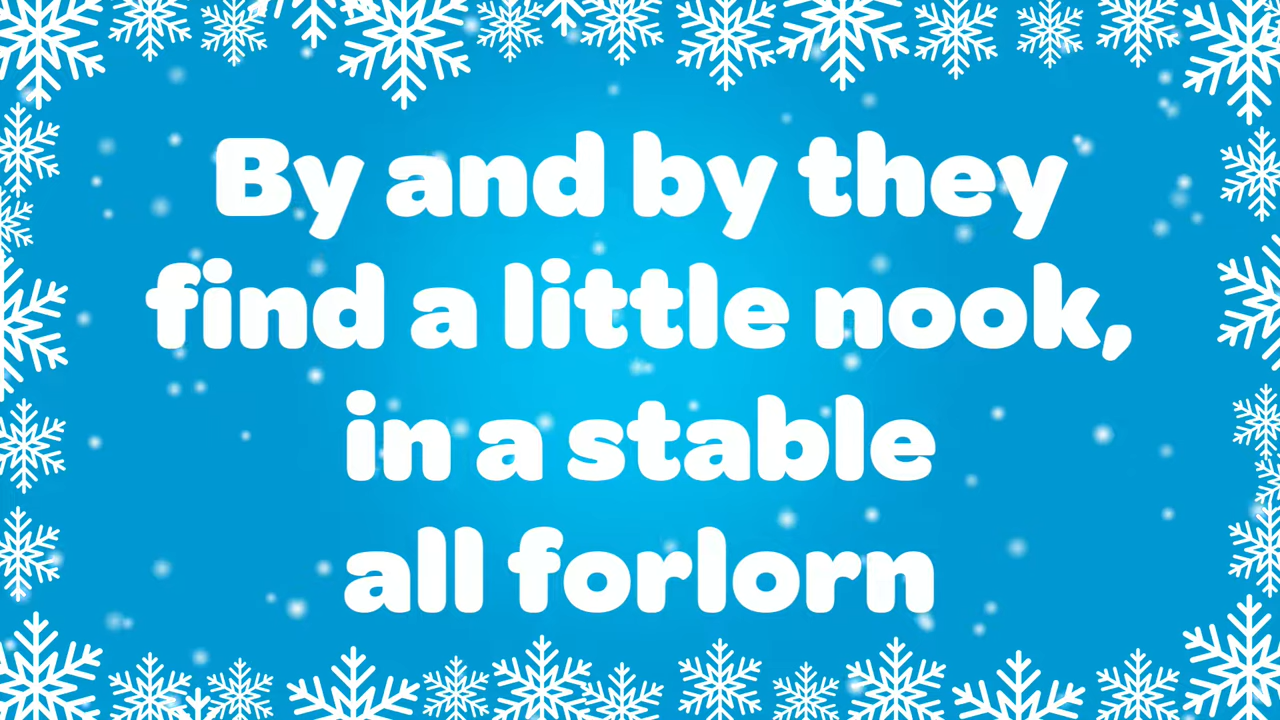 By and by they
find a little nook,
in a stable
all forlorn